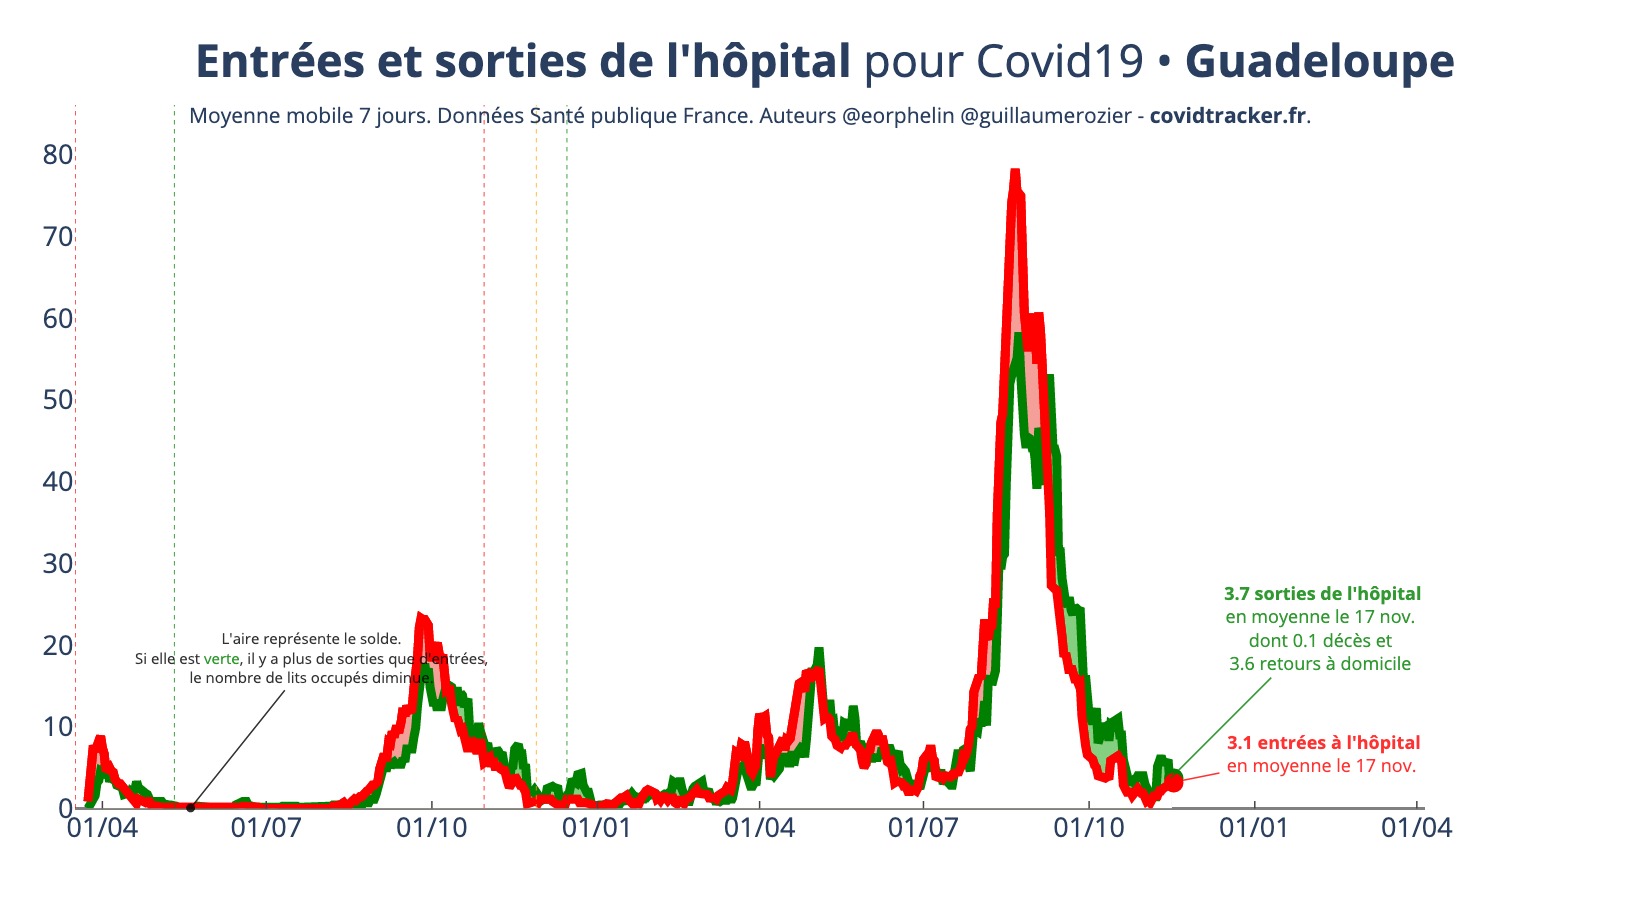 Entrées et sorties de l'hôpital pour Covid19 • Guadeloupe
Moyenne mobile 7 jours. Données Santé publique France. Auteurs @eorphelin @guillaumerozier - covidtracker.fr.
80
70
60
50
40
30
20
10
0
L'aire représente le solde.
Si elle est verte, il y a plus de sorties que d'entrées,
le nombre de lits occupés diminue.
3.7 sorties de l'hôpital
en moyenne le 17 nov.
dont 0.1 décès et
3.6 retours à domicile
3.1 entrées à l'hôpital
en moyenne le 17 nov.
01/04 01/07 01/10 01/01 01/04 01/07 01/10 01/01 01/04